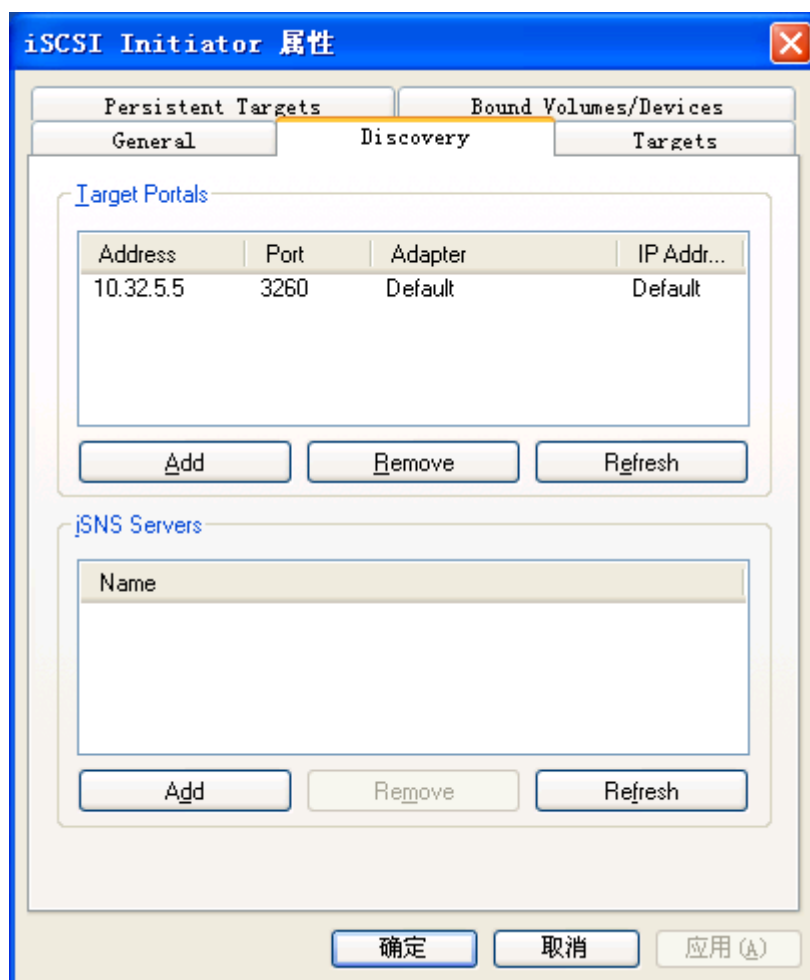 iSCSI Initiator 属性
Persistent Targets Bound Volumes/Devices
General Discovery Targets
Target Portals
Address Port Adapter IP Addr...
10.32.5.5 3260 Default Default
Add Remove Refresh
iSNS Servers
Name
Add Remove Refresh
确定 取消 应用(A)